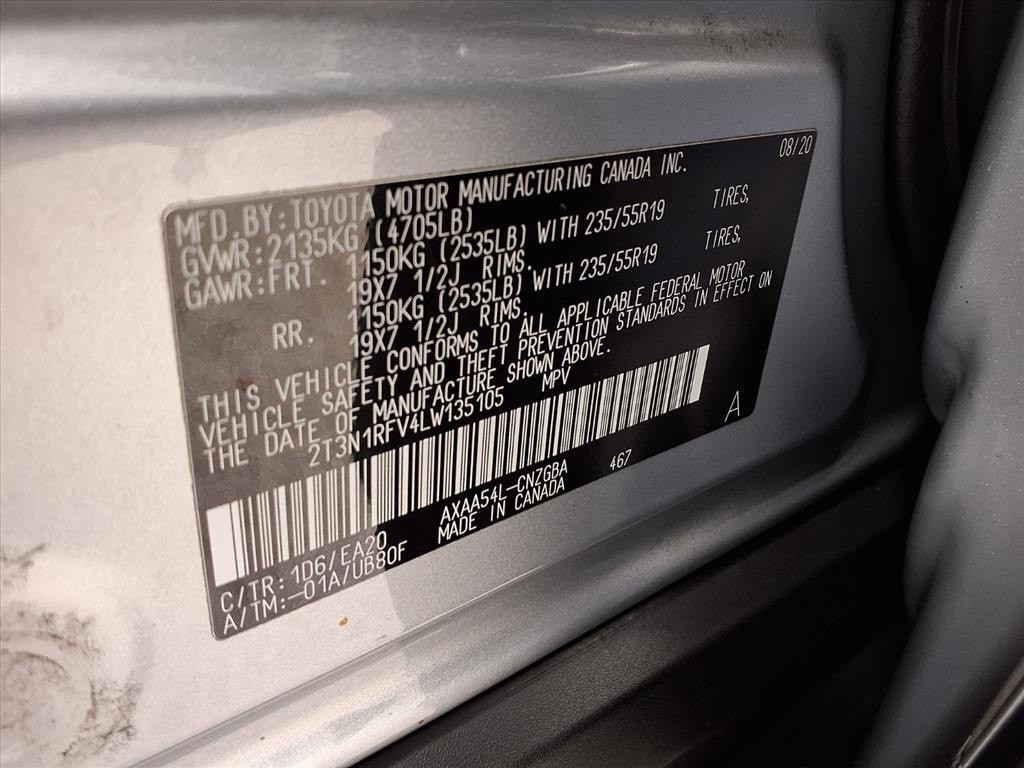 08/20
MFD.BY:TOYOTA MOTOR MANUFACTURING CANADA INC.
GVWR:2135KG (4705LB)
GAWR:FRT. 1150KG (2535LB) WITH 235/55R19 TIRES,
19X7 1/2J RIMS.
RR. 1150KG (2535LB) WITH 235/55R19 TIRES,
19X7 1/2J RIMS.
THIS VEHICLE CONFORMS TO ALL APPLICABLE FEDERAL MOTOR
VEHICLE SAFETY AND THEFT PREVENTION STANDARDS IN EFFECT ON
THE DATE OF MANUFACTURE SHOWN ABOVE.
2T3N1RFV4LW135105 MPV
A
C/TR:1D6/EA20 AXAA54L-CNZGBA 467
A/TM:-01A/UB80F MADE IN CANADA